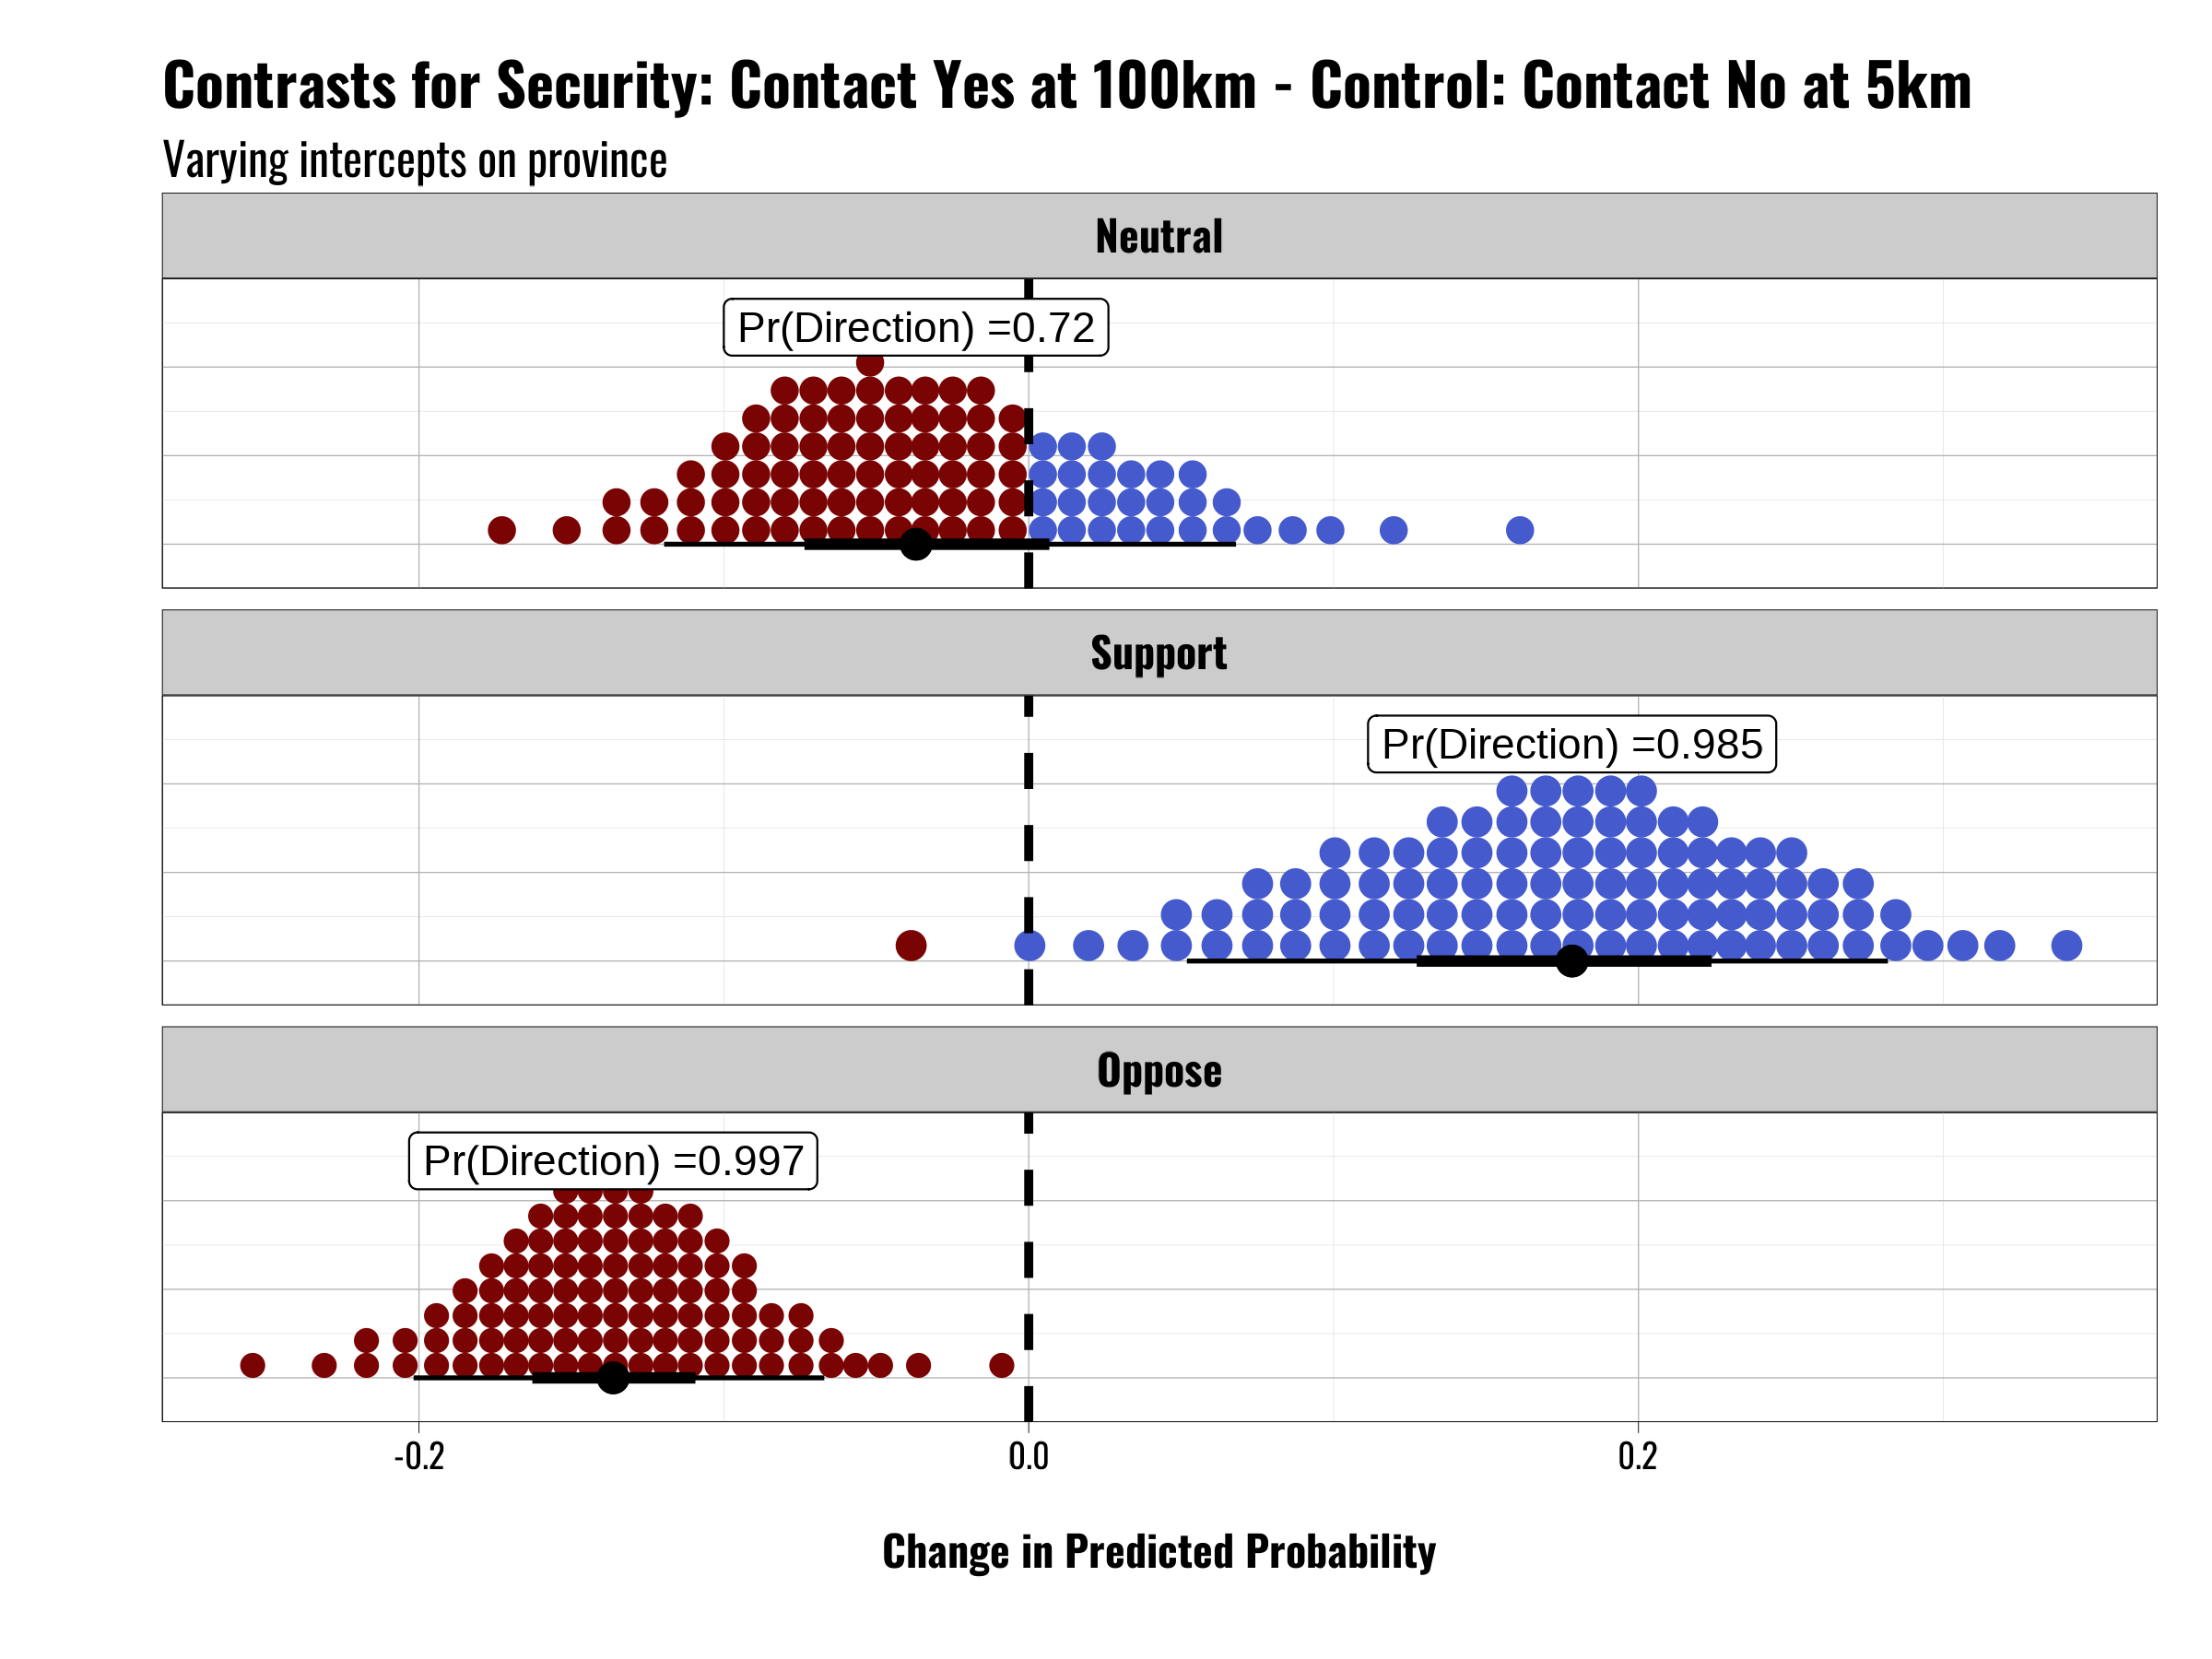 Contrasts for Security: Contact Yes at 100km - Control: Contact No at 5km
Varying intercepts on province
Neutral
Pr(Direction) =0.72
Support
Pr(Direction) =0.985
Oppose
Pr(Direction) =0.997
-0.2 0.0 0.2
Change in Predicted Probability